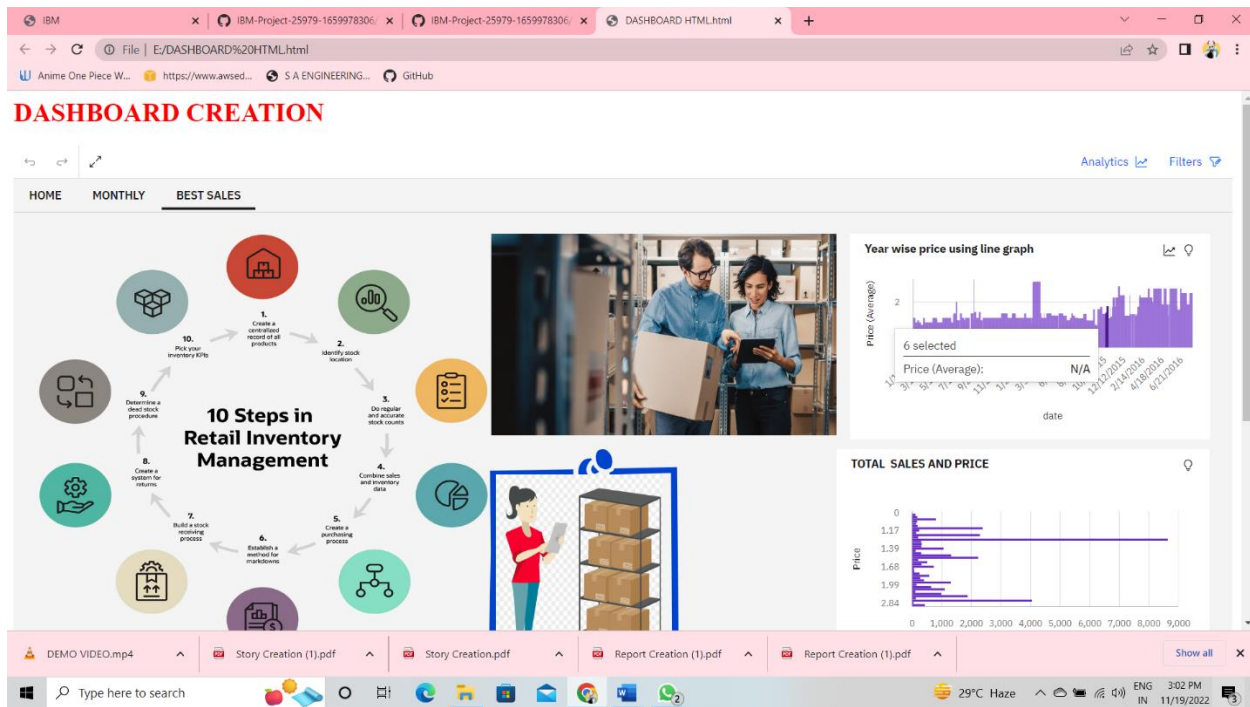 IBM
IBM-Project-25979-1659978306/
IBM-Project-25979-1659978306/
DASHBOARD HTML.html
File | E:/DASHBOARD%20HTML.html
Anime One Piece W...
https://www.awsed...
S A ENGINEERING...
GitHub
DASHBOARD CREATION
Analytics
Filters
HOME
MONTHLY
BEST SALES
10 Steps in
Retail Inventory
Management
1.
Create a
centralized
record of all
products
2.
Identify stock
location
3.
Do regular
and accurate
stock counts
4.
Combine sales
and inventory
data
5.
Create a
purchasing
process
6.
Establish a
method for
markdowns
7.
Build a stock
receiving
process
8.
Create a
system for
returns
9.
Determine a
dead stock
procedure
10.
Pick your
inventory KPIs
Year wise price using line graph
Price (Average)
2
6 selected
Price (Average): N/A
12/12/2015
2/14/2016
4/18/2016
6/21/2016
date
TOTAL SALES AND PRICE
Price
0
1.17
1.39
1.68
1.99
2.84
0 1,000 2,000 3,000 4,000 5,000 6,000 7,000 8,000 9,000
DEMO VIDEO.mp4
Story Creation (1).pdf
Story Creation.pdf
Report Creation (1).pdf
Report Creation (1).pdf
Show all
Type here to search
2
29°C Haze
ENG
IN
3:02 PM
11/19/2022
3